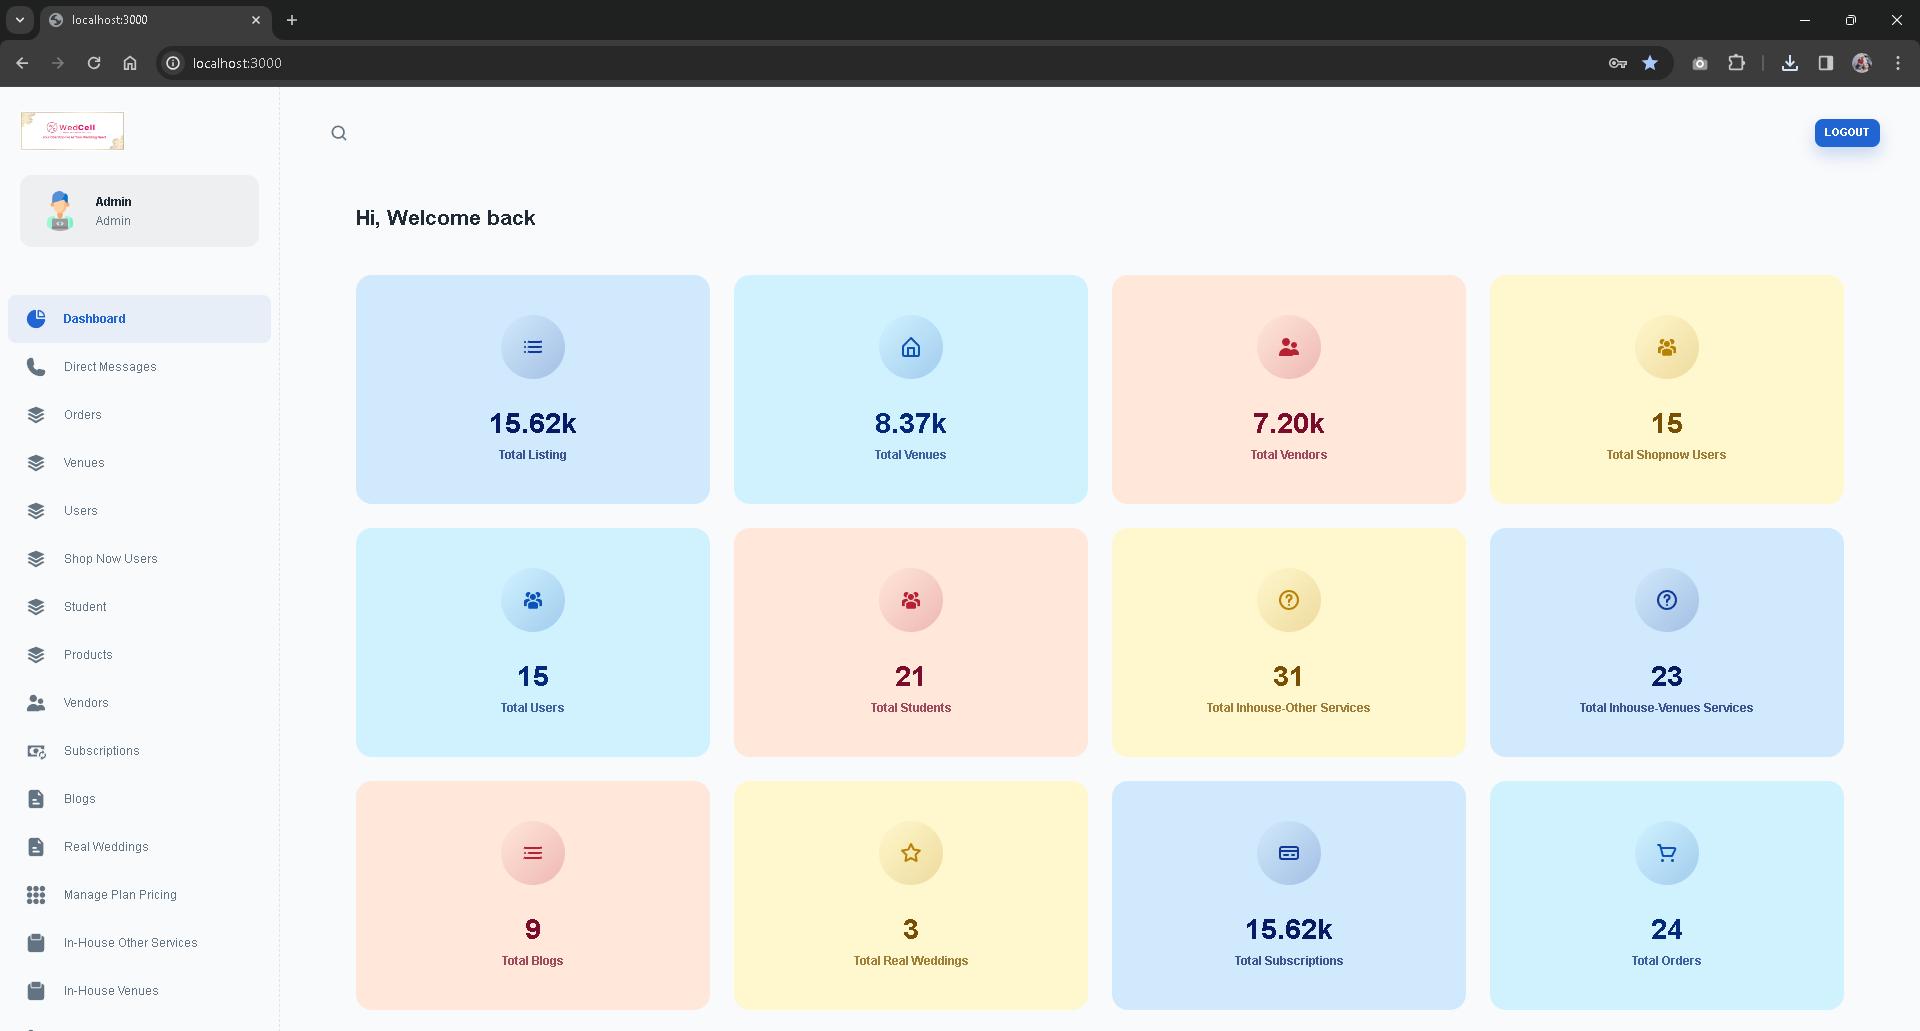 localhost:3000
localhost:3000
WedCell
LOGOUT
Admin
Admin
Hi, Welcome back
Dashboard
Direct Messages
Orders
Venues
Users
Shop Now Users
Student
Products
Vendors
Subscriptions
Blogs
Real Weddings
Manage Plan Pricing
In-House Other Services
In-House Venues
15.62k
Total Listing
8.37k
Total Venues
7.20k
Total Vendors
15
Total Shopnow Users
15
Total Users
21
Total Students
31
Total Inhouse-Other Services
23
Total Inhouse-Venues Services
9
Total Blogs
3
Total Real Weddings
15.62k
Total Subscriptions
24
Total Orders